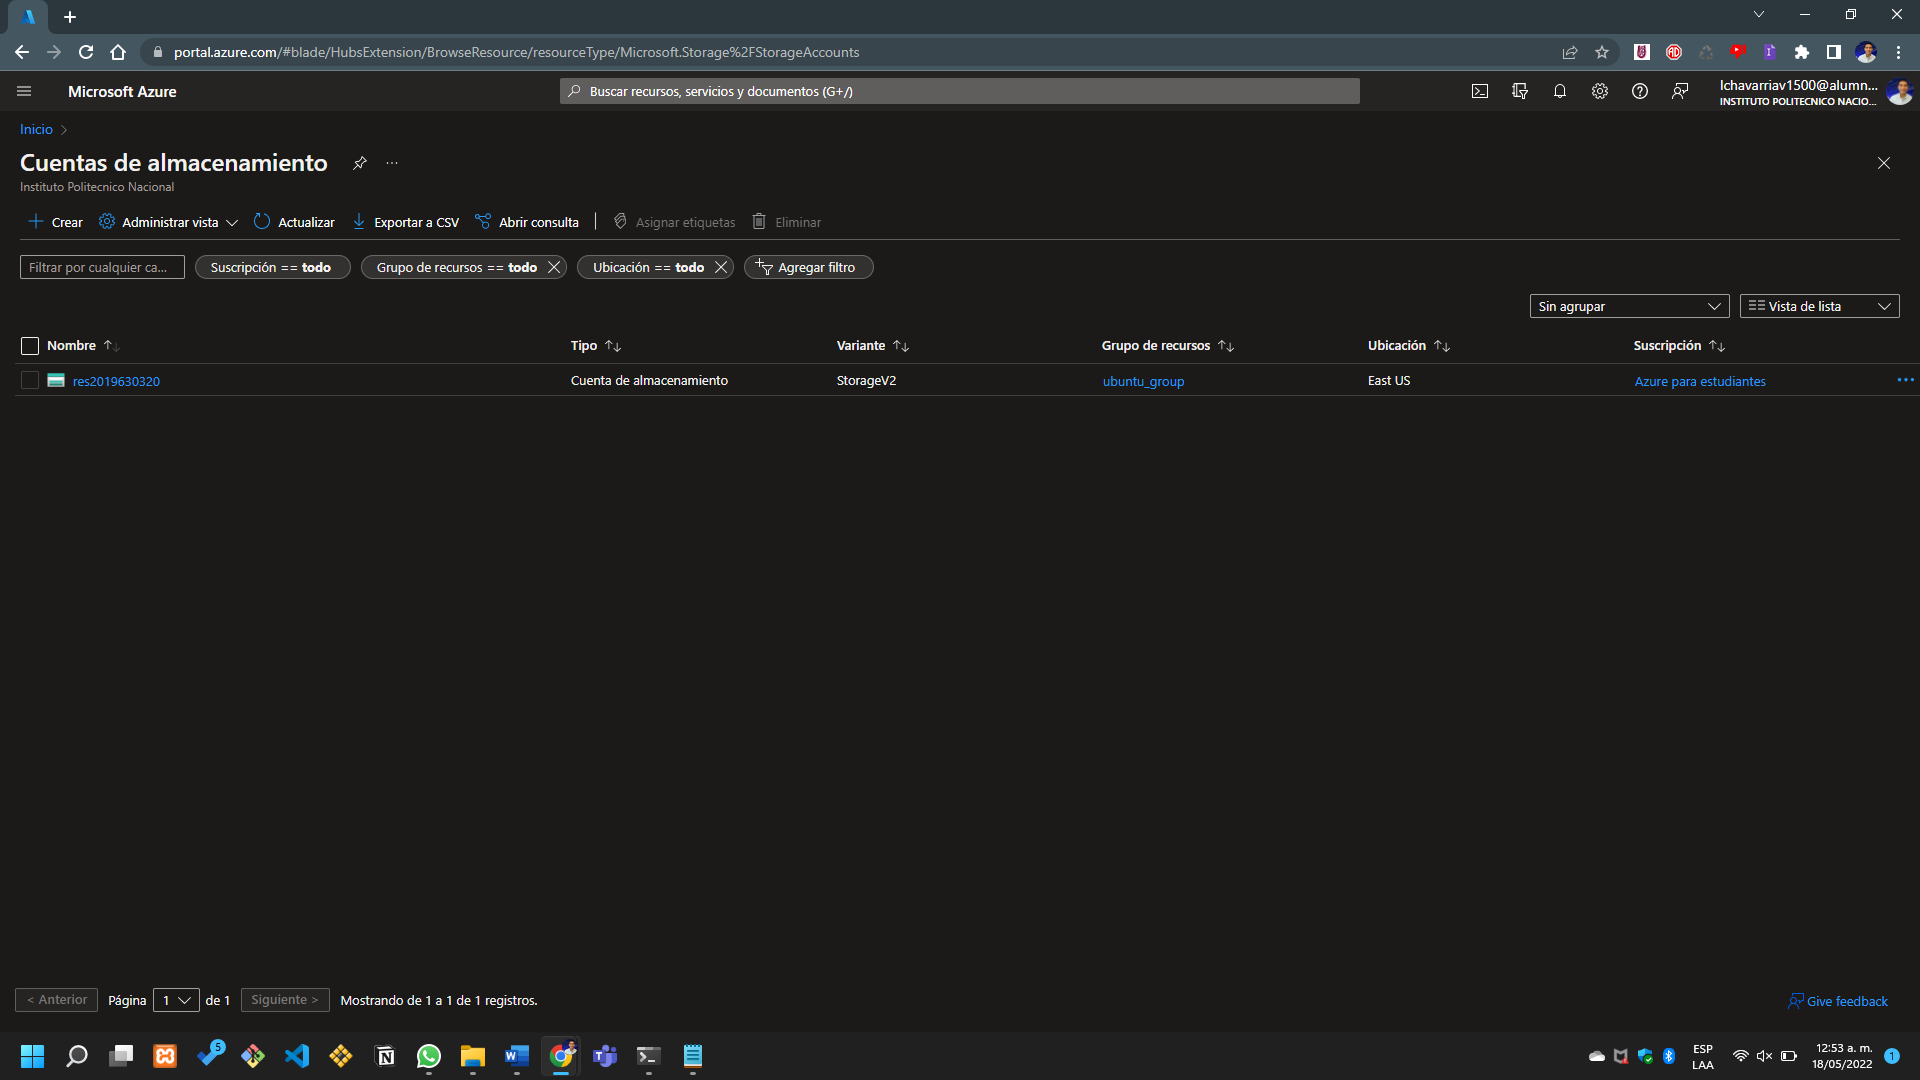 portal.azure.com/#blade/HubsExtension/BrowseResource/resourceType/Microsoft.Storage%2FStorageAccounts
Microsoft Azure
Buscar recursos, servicios y documentos (G+/)
lchavarriav1500@alumn...
INSTITUTO POLITECNICO NACIO...
Inicio >
Cuentas de almacenamiento
Instituto Politecnico Nacional
Crear Administrar vista Actualizar Exportar a CSV Abrir consulta Asignar etiquetas Eliminar
Filtrar por cualquier ca... Suscripción == todo Grupo de recursos == todo Ubicación == todo Agregar filtro
Sin agrupar Vista de lista
Nombre Tipo Variante Grupo de recursos Ubicación Suscripción
res2019630320 Cuenta de almacenamiento StorageV2 ubuntu_group East US Azure para estudiantes
< Anterior Página 1 de 1 Siguiente > Mostrando de 1 a 1 de 1 registros. Give feedback
5
ESP
LAA
12:53 a. m.
18/05/2022
1